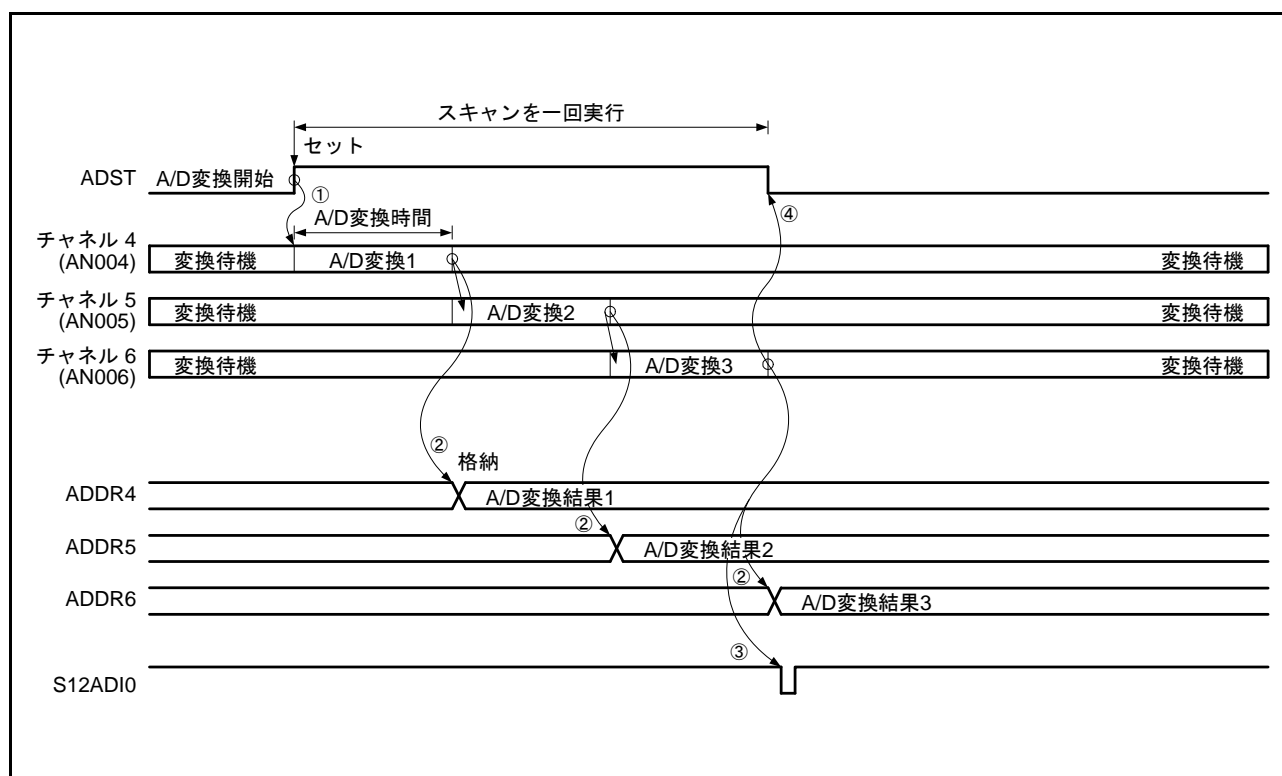 スキャンを一回実行
セット
ADST
A/D変換開始
①
④
A/D変換時間
チャネル 4
(AN004)
変換待機
A/D変換1
変換待機
チャネル 5
(AN005)
変換待機
A/D変換2
変換待機
チャネル 6
(AN006)
変換待機
A/D変換3
変換待機
②
格納
ADDR4
A/D変換結果1
②
ADDR5
A/D変換結果2
②
ADDR6
A/D変換結果3
③
S12ADI0